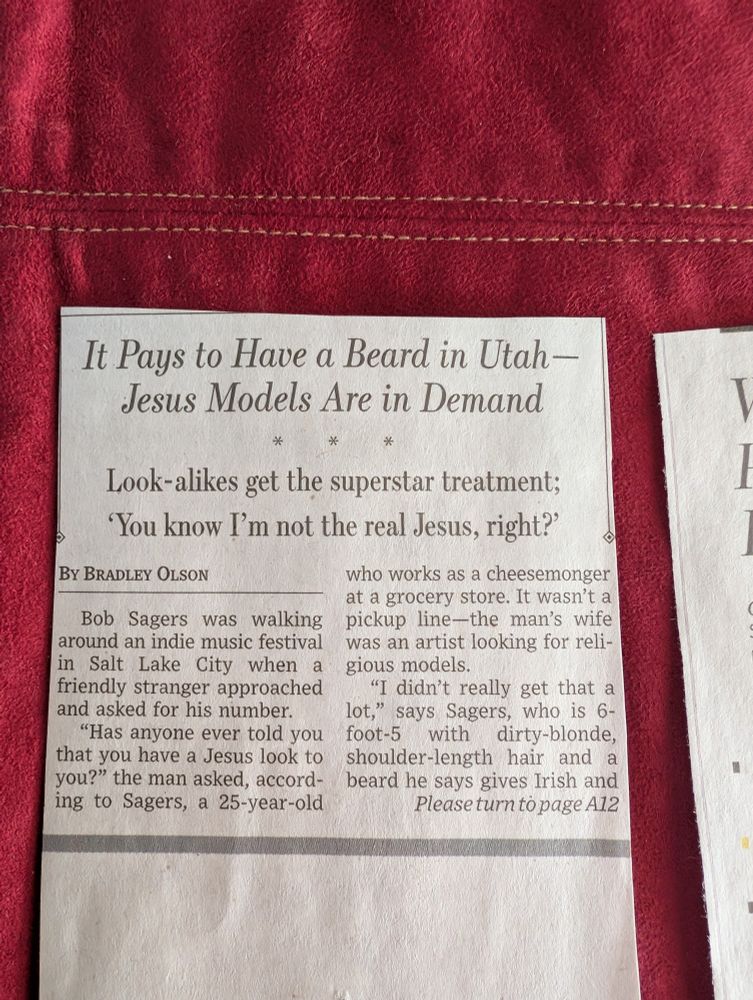 It Pays to Have a Beard in Utah—
Jesus Models Are in Demand
* * *
Look-alikes get the superstar treatment;
‘You know I’m not the real Jesus, right?’
By Bradley Olson
Bob Sagers was walking
around an indie music festival
in Salt Lake City when a
friendly stranger approached
and asked for his number.
“Has anyone ever told you
that you have a Jesus look to
you?” the man asked, accord-
ing to Sagers, a 25-year-old
who works as a cheesemonger
at a grocery store. It wasn’t a
pickup line—the man’s wife
was an artist looking for reli-
gious models.
“I didn’t really get that a
lot,” says Sagers, who is 6-
foot-5 with dirty-blonde,
shoulder-length hair and a
beard he says gives Irish and
Please turn to page A12